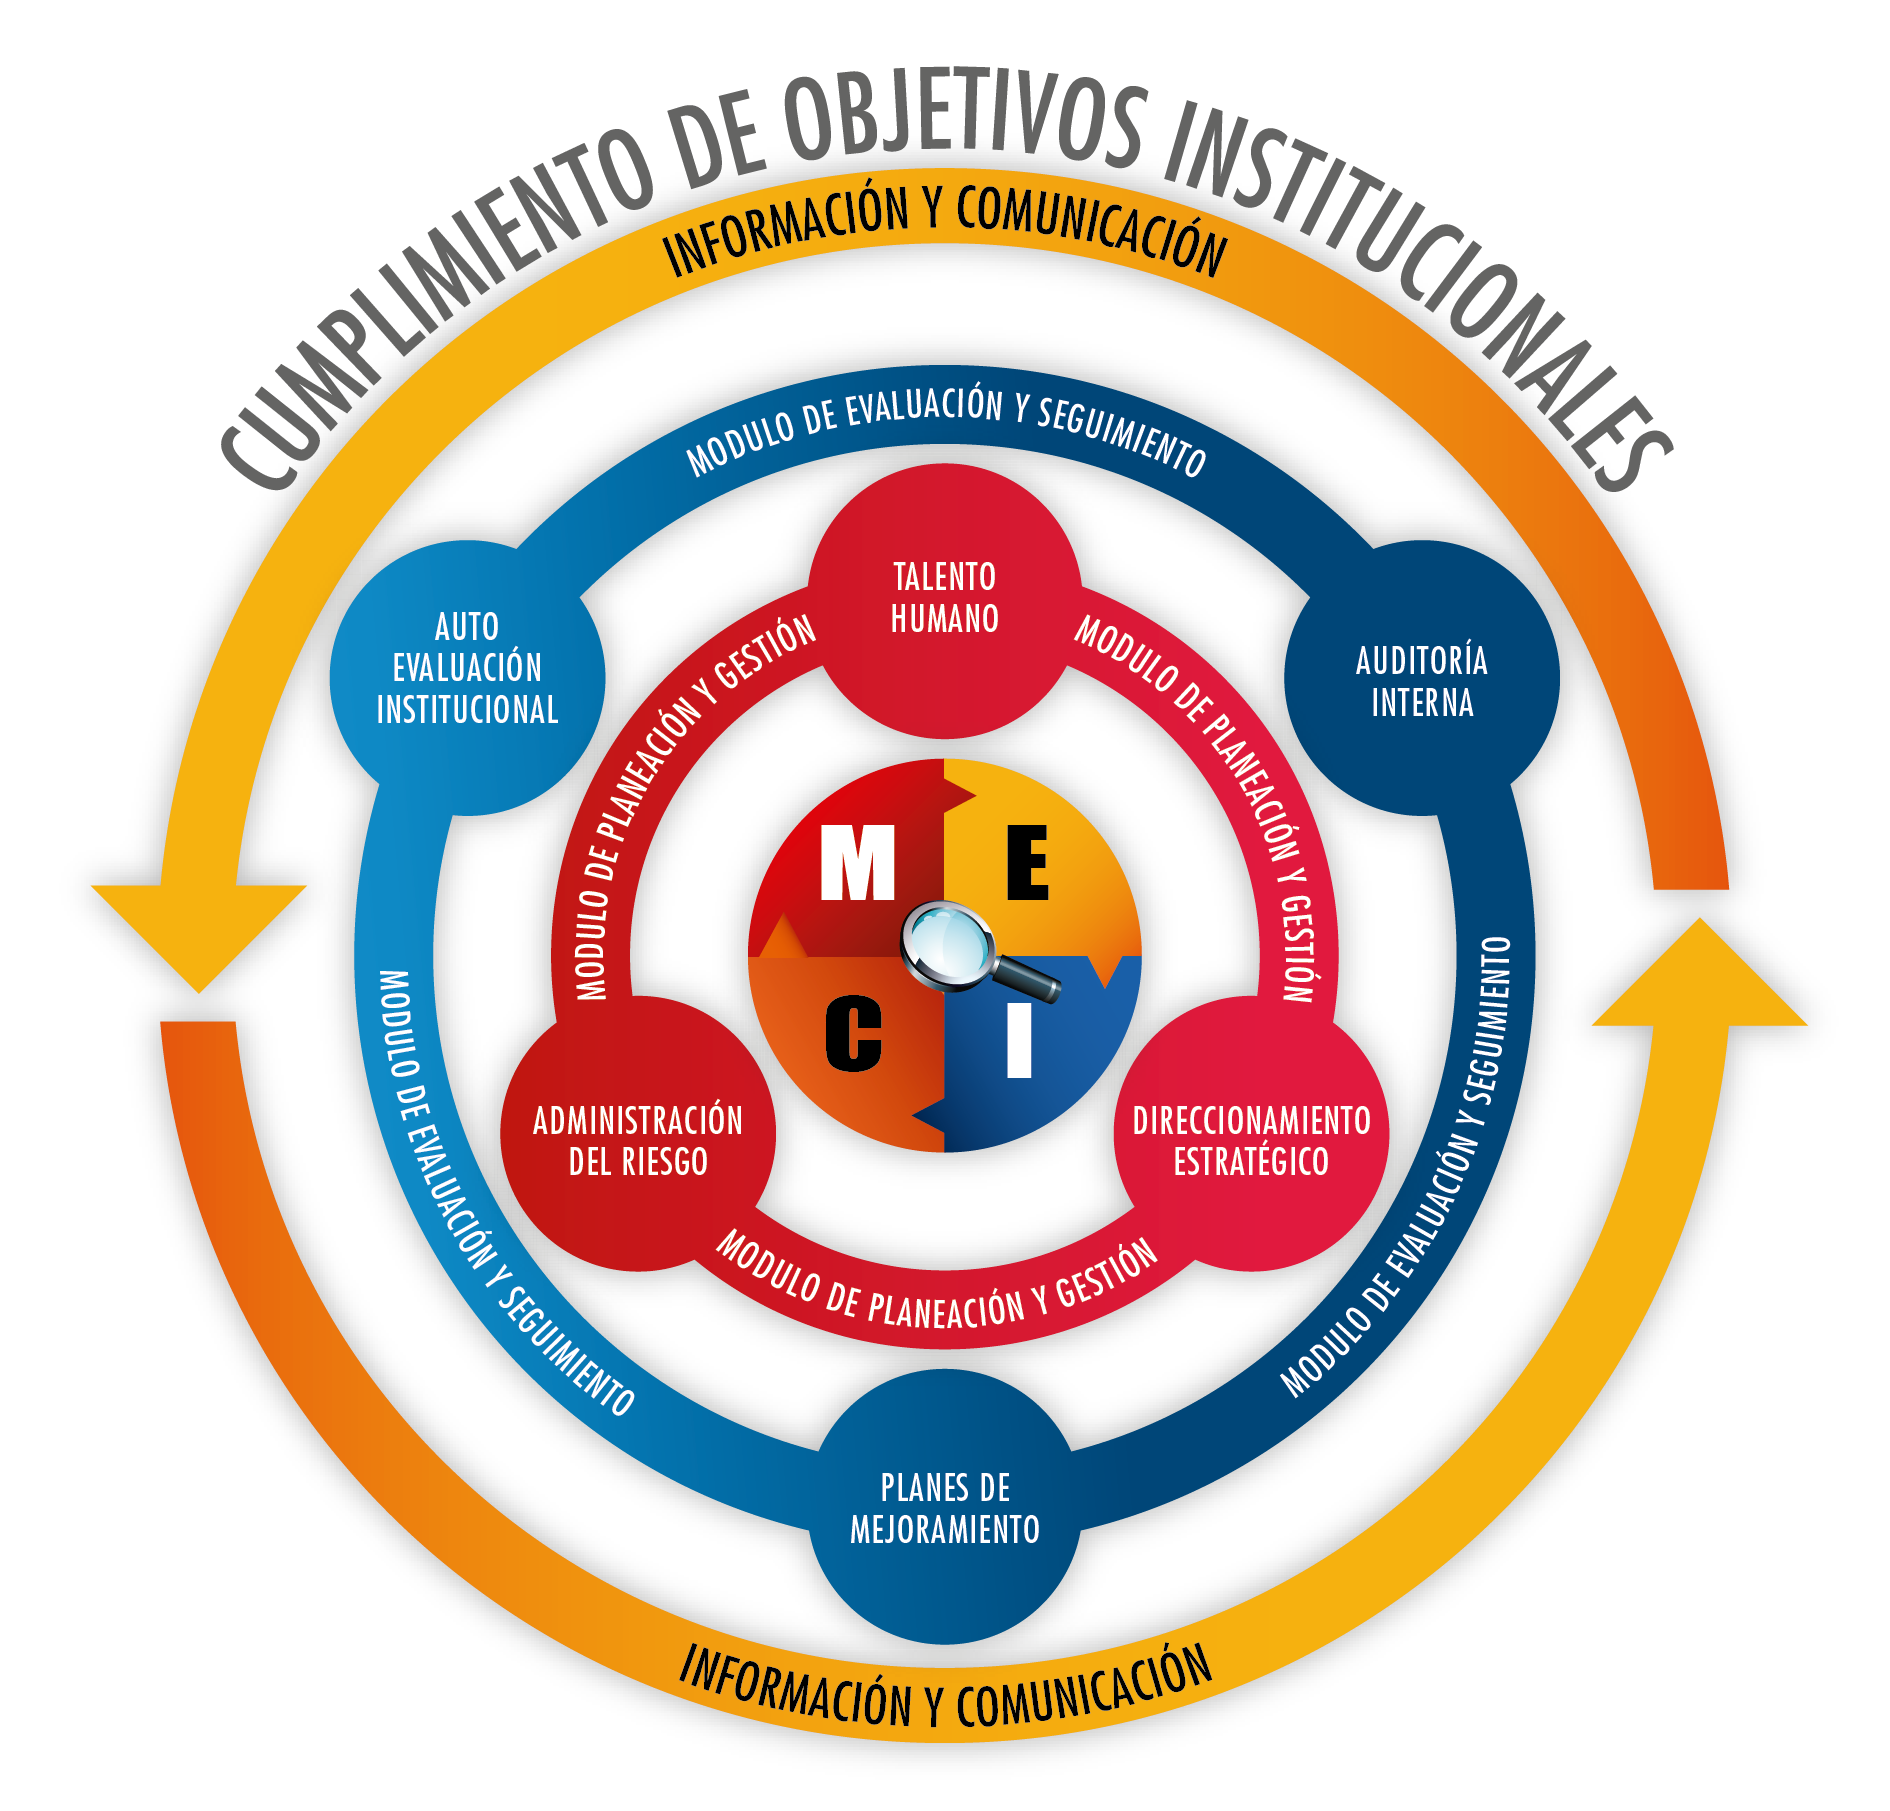 CUMPLIMIENTO DE OBJETIVOS INSTITUCIONALES
INFORMACIÓN Y COMUNICACIÓN
MODULO DE EVALUACIÓN Y SEGUIMIENTO
TALENTO
HUMANO
AUTO
EVALUACIÓN
INSTITUCIONAL
AUDITORÍA
INTERNA
MODULO DE PLANEACIÓN Y GESTIÓN
MODULO DE PLANEACIÓN Y GESTIÓN
M E
C I
MODULO DE EVALUACIÓN Y SEGUIMIENTO
MODULO DE EVALUACIÓN Y SEGUIMIENTO
ADMINISTRACIÓN
DEL RIESGO
DIRECCIONAMIENTO
ESTRATÉGICO
MODULO DE PLANEACIÓN Y GESTIÓN
PLANES DE
MEJORAMIENTO
INFORMACIÓN Y COMUNICACIÓN